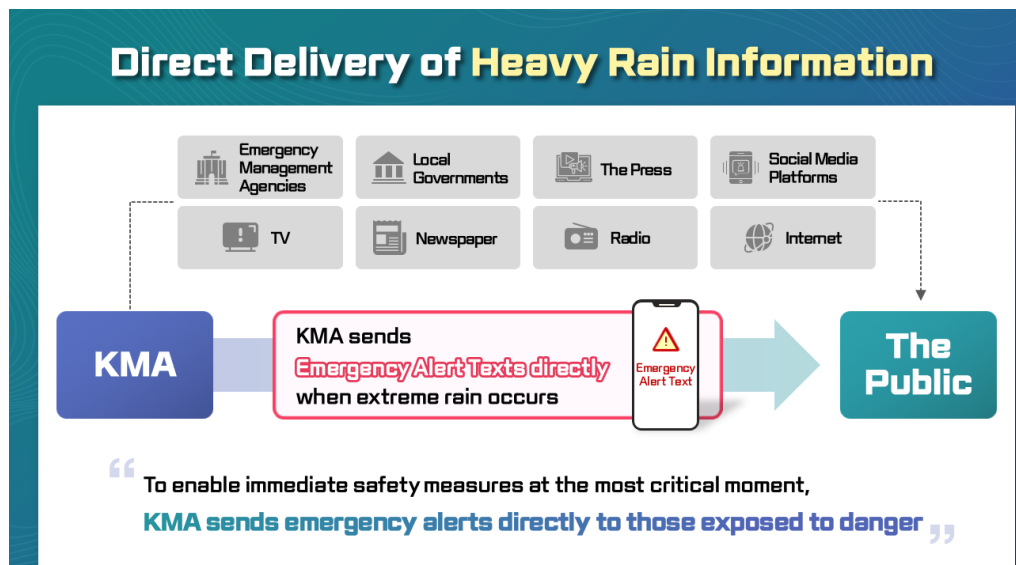 Direct Delivery of Heavy Rain Information
Emergency
Management
Agencies
Local
Governments
The Press
Social Media
Platforms
TV
Newspaper
Radio
Internet
KMA
KMA sends
Emergency Alert Texts directly
when extreme rain occurs
Emergency
Alert Text
The
Public
“ To enable immediate safety measures at the most critical moment,
KMA sends emergency alerts directly to those exposed to danger ”